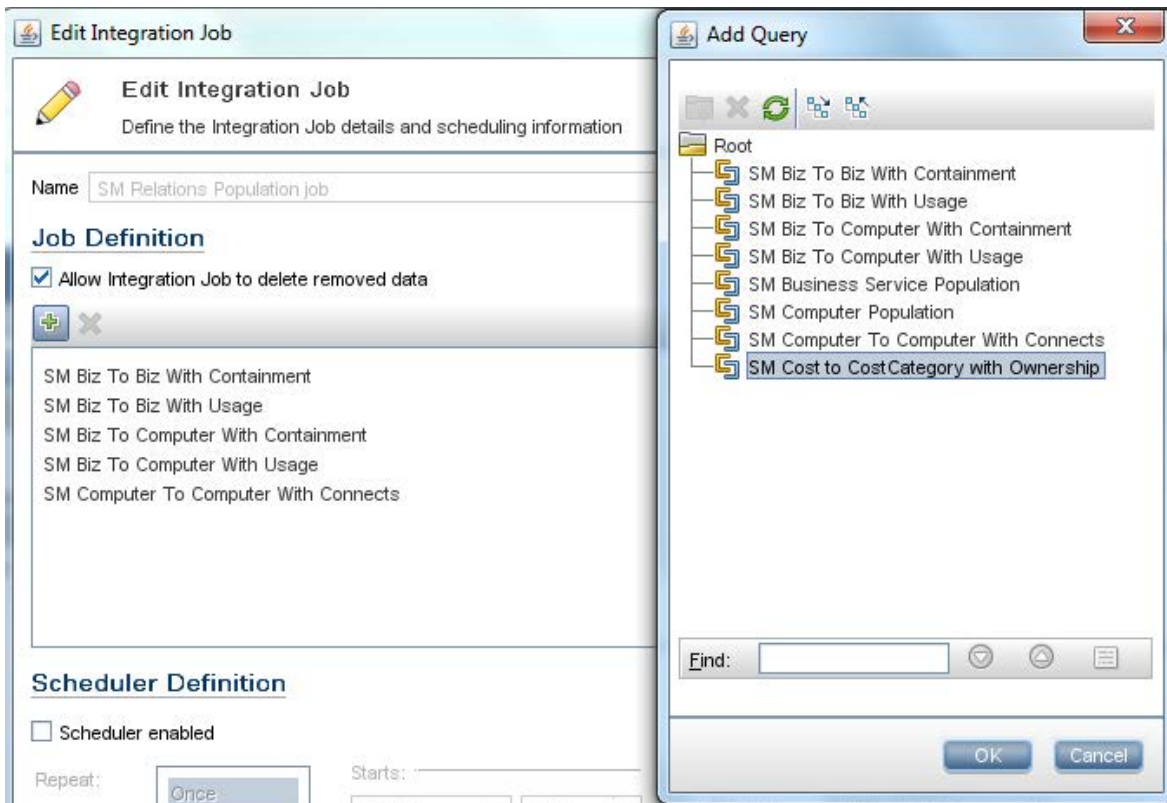 Edit Integration Job
Edit Integration Job
Define the Integration Job details and scheduling information
Name SM Relations Population job
Job Definition
Allow Integration Job to delete removed data
SM Biz To Biz With Containment
SM Biz To Biz With Usage
SM Biz To Computer With Containment
SM Biz To Computer With Usage
SM Computer To Computer With Connects
Scheduler Definition
Scheduler enabled
Repeat:
Once
Starts:
Add Query
Root
SM Biz To Biz With Containment
SM Biz To Biz With Usage
SM Biz To Computer With Containment
SM Biz To Computer With Usage
SM Business Service Population
SM Computer Population
SM Computer To Computer With Connects
SM Cost to CostCategory with Ownership
Find:
OK
Cancel